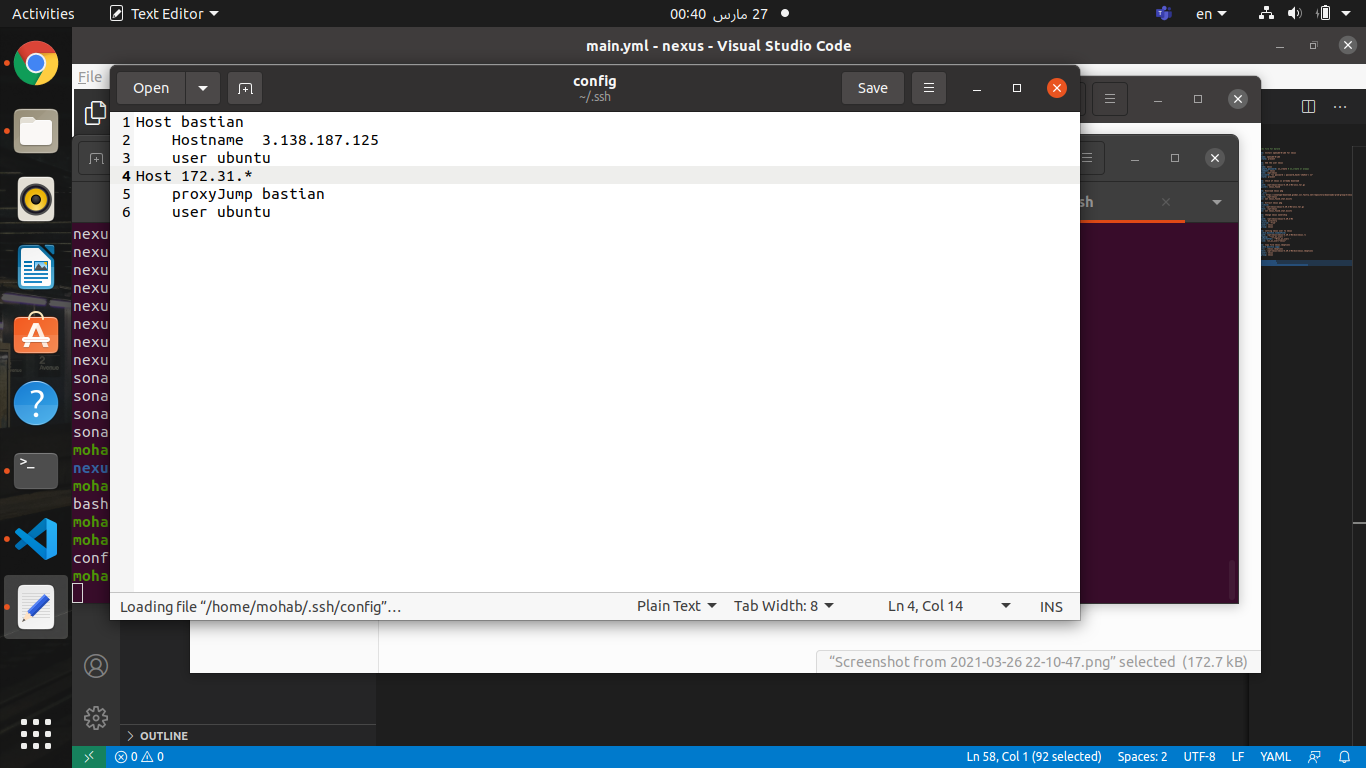 Activities
Text Editor
00:40 27 مارس
en
main.yml - nexus - Visual Studio Code
File
Open
config
~/.ssh
Save
1 Host bastian
2 Hostname 3.138.187.125
3 user ubuntu
4 Host 172.31.*
5 proxyJump bastian
6 user ubuntu
sh
nexu
nexu
nexu
nexu
nexu
nexu
nexu
nexu
sona
sona
sona
sona
moha
nexu
moha
bash
moha
moha
conf
moha
Loading file “/home/mohab/.ssh/config”…
Plain Text
Tab Width: 8
Ln 4, Col 14
INS
“Screenshot from 2021-03-26 22-10-47.png” selected (172.7 kB)
OUTLINE
0 0
Ln 58, Col 1 (92 selected)
Spaces: 2
UTF-8
LF
YAML